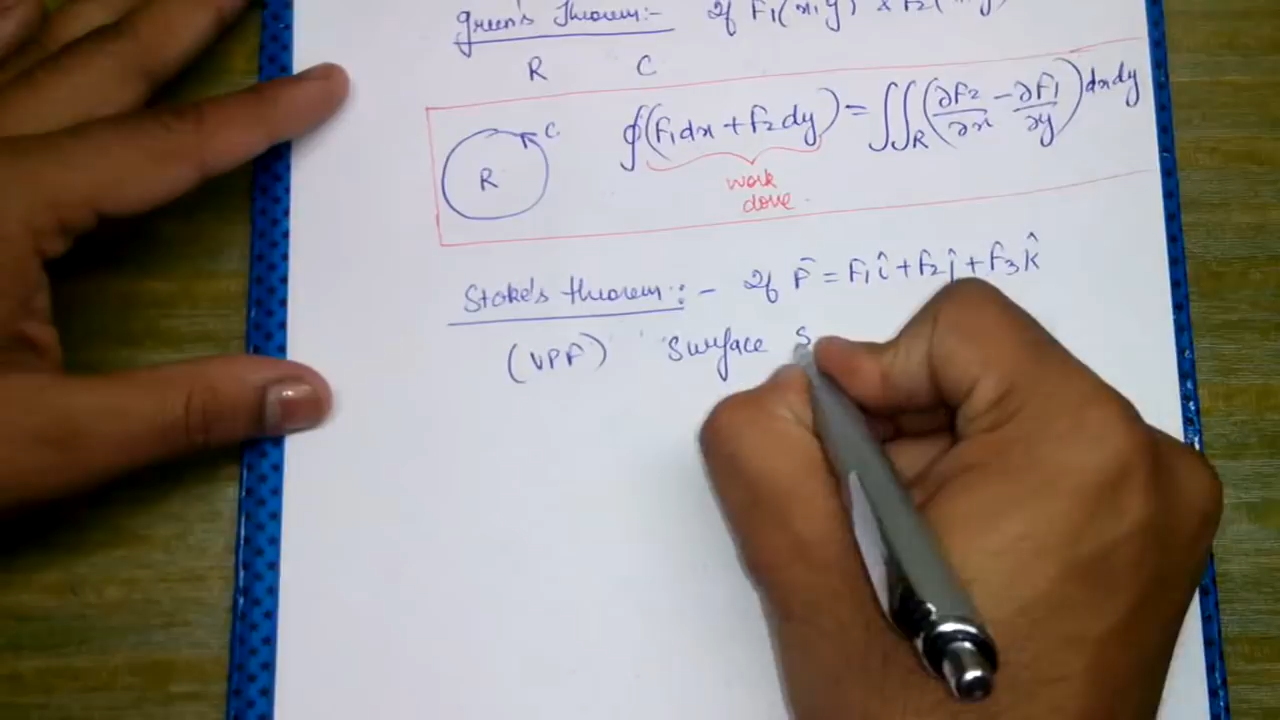 Green's Theorem:- If F1(x,y) & F2(x,y)
R C
C
R
∮(F1dx + F2dy) = ∬R (∂F2/∂x − ∂F1/∂y) dxdy
work
done.
Stoke's theorem:- If F̄ = F1î + F2j + F3k̂
(VPF) Surface S